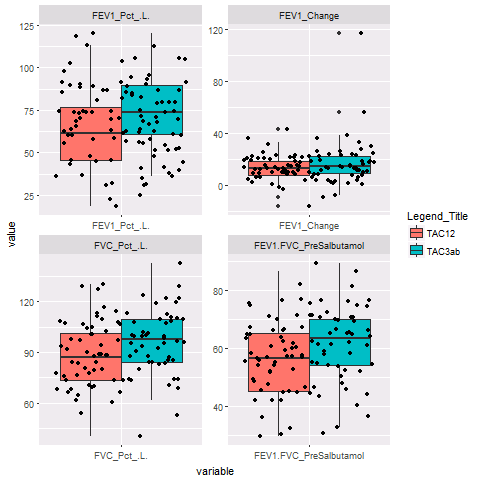 FEV1_Pct_.L.
FEV1_Change
125
100
75
50
25
120
80
40
0
FEV1_Pct_.L.
FEV1_Change
value
Legend_Title
TAC12
TAC3ab
FVC_Pct_.L.
FEV1.FVC_PreSalbutamol
120
90
60
80
60
40
FVC_Pct_.L.
FEV1.FVC_PreSalbutamol
variable